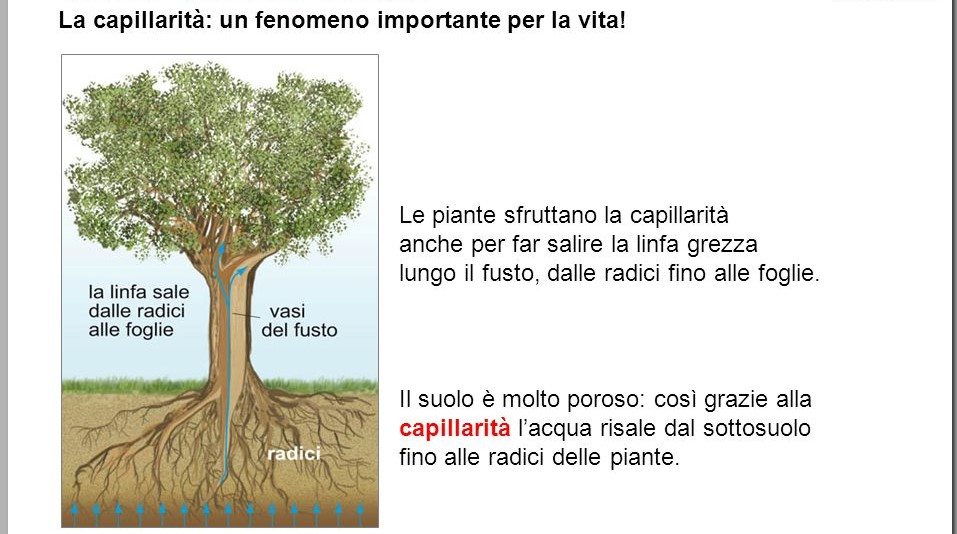 La capillarità: un fenomeno importante per la vita!
la linfa sale
dalle radici
alle foglie
vasi
del fusto
radici
Le piante sfruttano la capillarità
anche per far salire la linfa grezza
lungo il fusto, dalle radici fino alle foglie.
Il suolo è molto poroso: così grazie alla
capillarità l’acqua risale dal sottosuolo
fino alle radici delle piante.